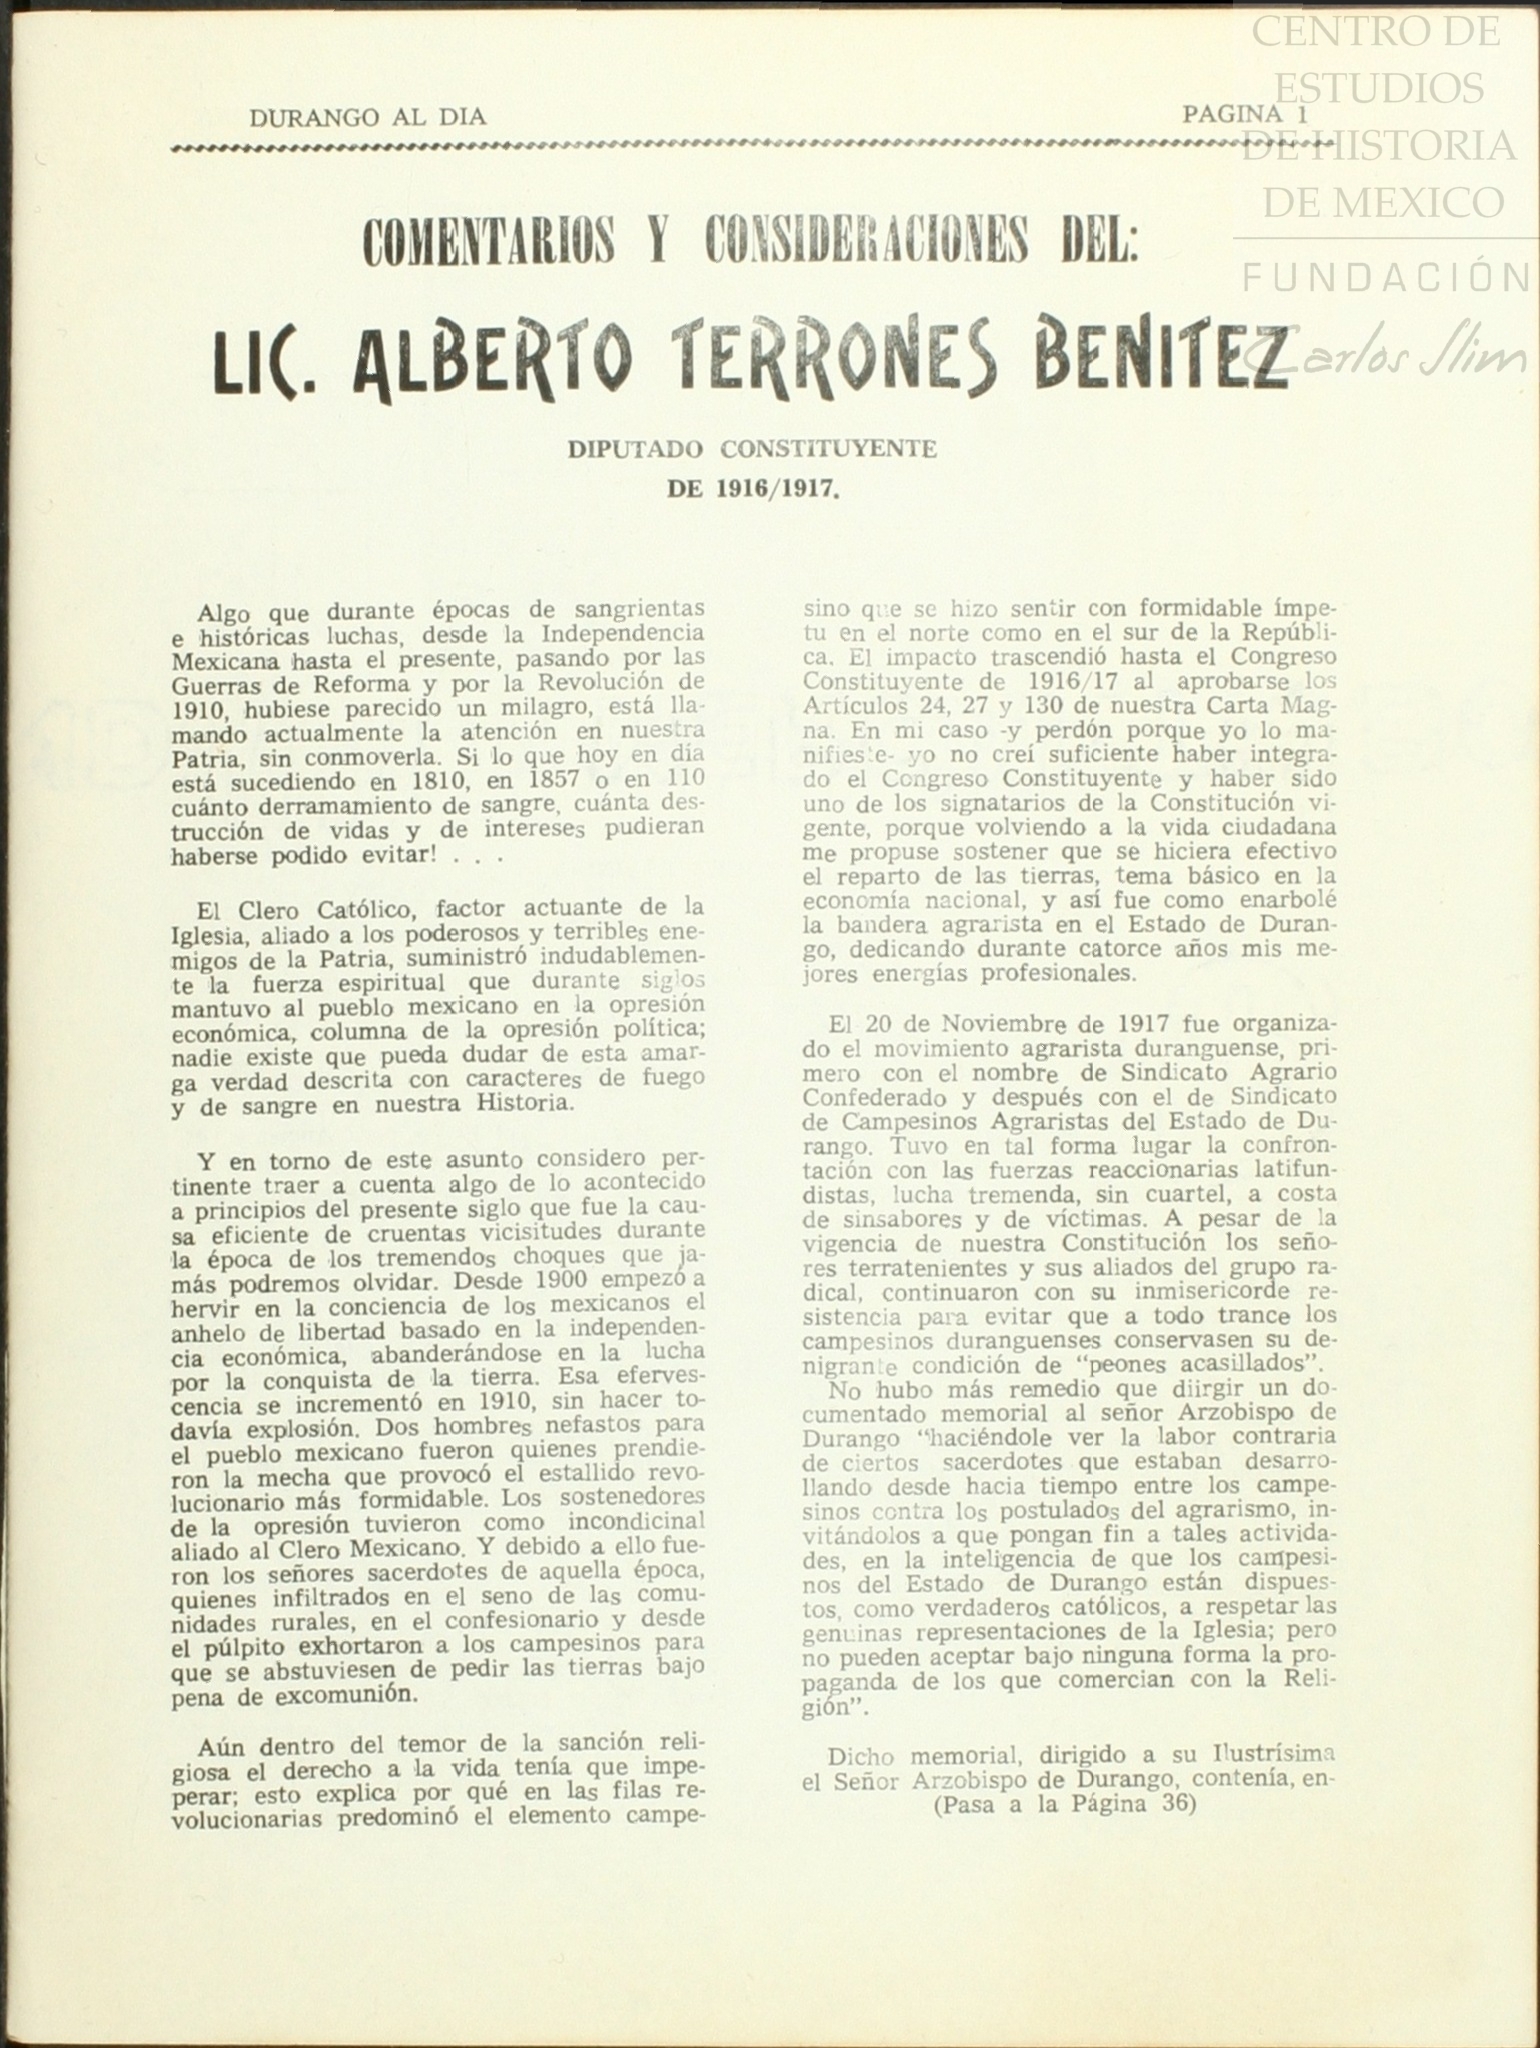 CENTRO DE
ESTUDIOS
DE HISTORIA
DE MEXICO
FUNDACIÓN
Carlos Slim
DURANGO AL DIA
PAGINA 1
COMENTARIOS Y CONSIDERACIONES DEL:
LIC. ALBERTO TERRONES BENITEZ
DIPUTADO CONSTITUYENTE
DE 1916/1917.
Algo que durante épocas de sangrientas
e históricas luchas, desde la Independencia
Mexicana hasta el presente, pasando por las
Guerras de Reforma y por la Revolución de
1910, hubiese parecido un milagro, está lla-
mando actualmente la atención en nuestra
Patria, sin conmoverla. Si lo que hoy en día
está sucediendo en 1810, en 1857 o en 110
cuánto derramamiento de sangre, cuánta des-
trucción de vidas y de intereses pudieran
haberse podido evitar! . . .
El Clero Católico, factor actuante de la
Iglesia, aliado a los poderosos y terribles ene-
migos de la Patria, suministró indudablemen-
te la fuerza espiritual que durante siglos
mantuvo al pueblo mexicano en la opresión
económica, columna de la opresión política;
nadie existe que pueda dudar de esta amar-
ga verdad descrita con caracteres de fuego
y de sangre en nuestra Historia.
Y en torno de este asunto considero per-
tinente traer a cuenta algo de lo acontecido
a principios del presente siglo que fue la cau-
sa eficiente de cruentas vicisitudes durante
la época de los tremendos choques que ja-
más podremos olvidar. Desde 1900 empezó a
hervir en la conciencia de los mexicanos el
anhelo de libertad basado en la independen-
cia económica, abanderándose en la lucha
por la conquista de la tierra. Esa eferves-
cencia se incrementó en 1910, sin hacer to-
davía explosión. Dos hombres nefastos para
el pueblo mexicano fueron quienes prendie-
ron la mecha que provocó el estallido revo-
lucionario más formidable. Los sostenedores
de la opresión tuvieron como incondicinal
aliado al Clero Mexicano. Y debido a ello fue-
ron los señores sacerdotes de aquella época,
quienes infiltrados en el seno de las comu-
nidades rurales, en el confesionario y desde
el púlpito exhortaron a los campesinos para
que se abstuviesen de pedir las tierras bajo
pena de excomunión.
Aún dentro del temor de la sanción reli-
giosa el derecho a la vida tenía que impe-
perar; esto explica por qué en las filas re-
volucionarias predominó el elemento campe-
sino que se hizo sentir con formidable ímpe-
tu en el norte como en el sur de la Repúbli-
ca. El impacto trascendió hasta el Congreso
Constituyente de 1916/17 al aprobarse los
Artículos 24, 27 y 130 de nuestra Carta Mag-
na. En mi caso -y perdón porque yo lo ma-
nifieste- yo no creí suficiente haber integra-
do el Congreso Constituyente y haber sido
uno de los signatarios de la Constitución vi-
gente, porque volviendo a la vida ciudadana
me propuse sostener que se hiciera efectivo
el reparto de las tierras, tema básico en la
economía nacional, y así fue como enarbolé
la bandera agrarista en el Estado de Duran-
go, dedicando durante catorce años mis me-
jores energías profesionales.
El 20 de Noviembre de 1917 fue organiza-
do el movimiento agrarista duranguense, pri-
mero con el nombre de Sindicato Agrario
Confederado y después con el de Sindicato
de Campesinos Agraristas del Estado de Du-
rango. Tuvo en tal forma lugar la confron-
tación con las fuerzas reaccionarias latifun-
distas, lucha tremenda, sin cuartel, a costa
de sinsabores y de víctimas. A pesar de la
vigencia de nuestra Constitución los seño-
res terratenientes y sus aliados del grupo ra-
dical, continuaron con su inmisericorde re-
sistencia para evitar que a todo trance los
campesinos duranguenses conservasen su de-
nigrante condición de "peones acasillados".
No hubo más remedio que diirgir un do-
cumentado memorial al señor Arzobispo de
Durango "haciéndole ver la labor contraria
de ciertos sacerdotes que estaban desarro-
llando desde hacia tiempo entre los campe-
sinos contra los postulados del agrarismo, in-
vitándolos a que pongan fin a tales activida-
des, en la inteligencia de que los campesi-
nos del Estado de Durango están dispues-
tos, como verdaderos católicos, a respetar las
genuinas representaciones de la Iglesia; pero
no pueden aceptar bajo ninguna forma la pro-
paganda de los que comercian con la Reli-
gión".
Dicho memorial, dirigido a su Ilustrísima
el Señor Arzobispo de Durango, contenía, en-
(Pasa a la Página 36)